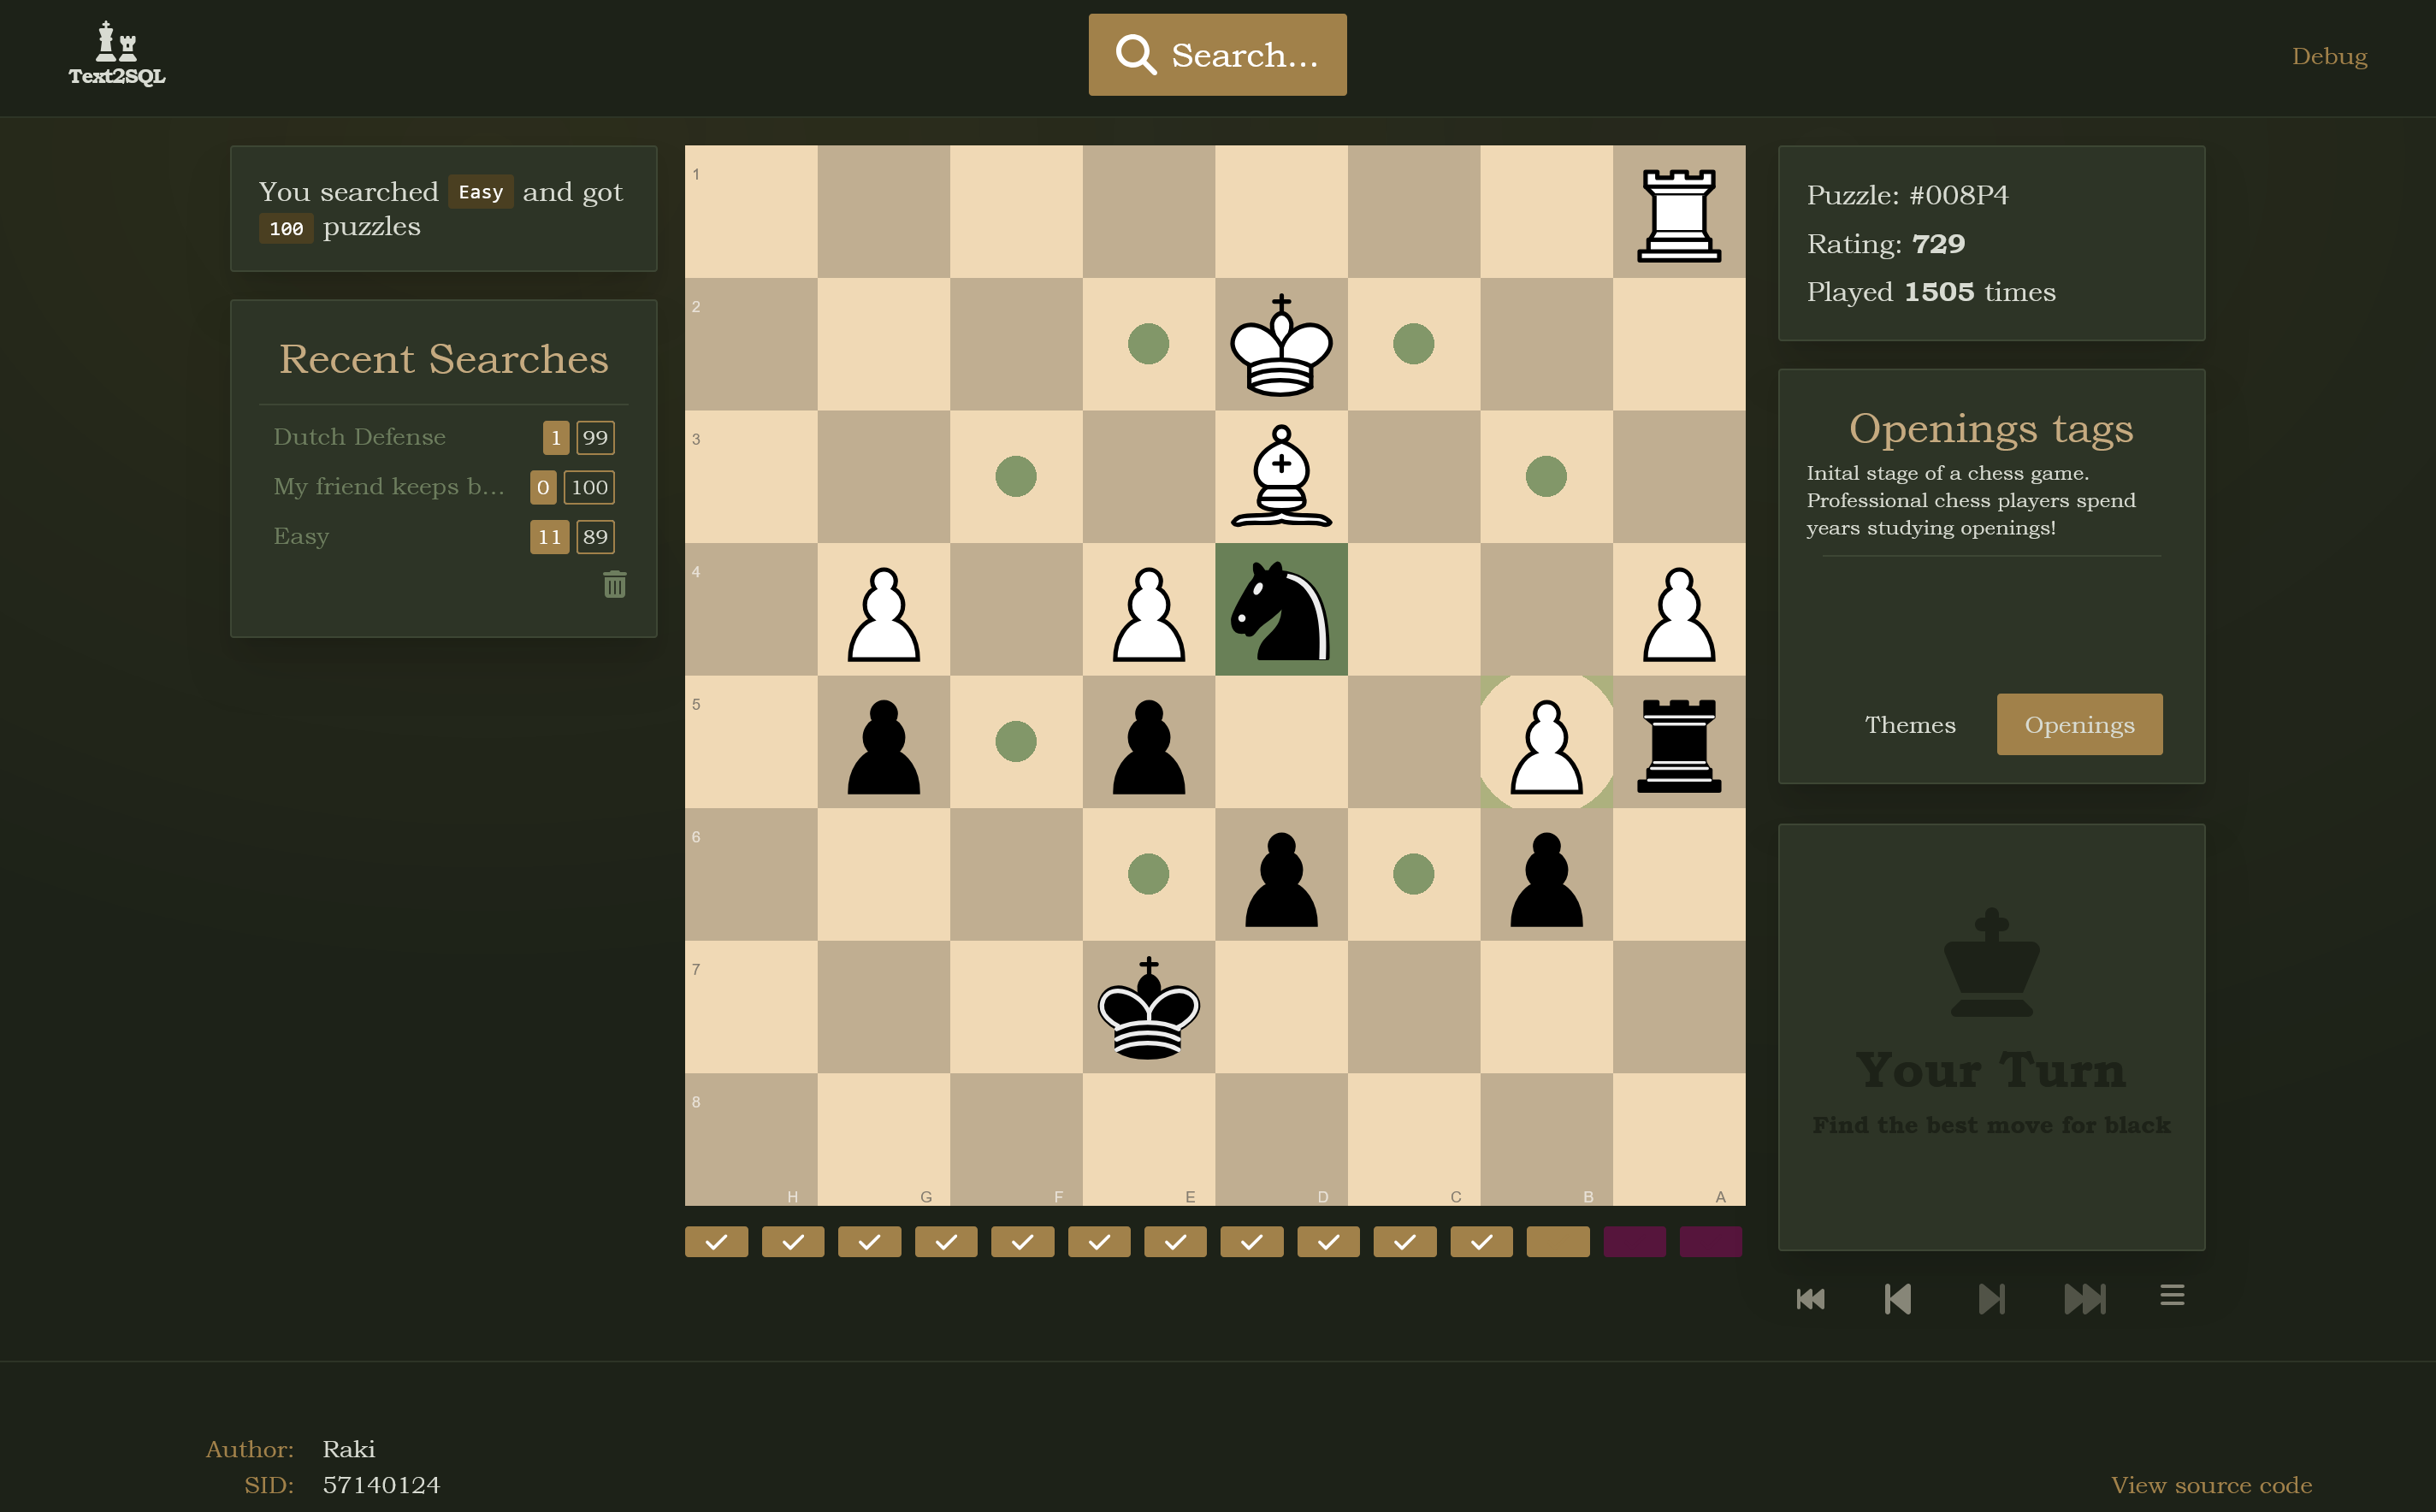 Text2SQL
Search...
Debug
You searched Easy and got
100 puzzles
Recent Searches
Dutch Defense 1 99
My friend keeps b... 0 100
Easy 11 89
1
2
3
4
5
6
7
8
H G F E D C B A
Puzzle: #008P4
Rating: 729
Played 1505 times
Openings tags
Inital stage of a chess game.
Professional chess players spend
years studying openings!
Themes Openings
Your Turn
Find the best move for black
Author: Raki
SID: 57140124
View source code